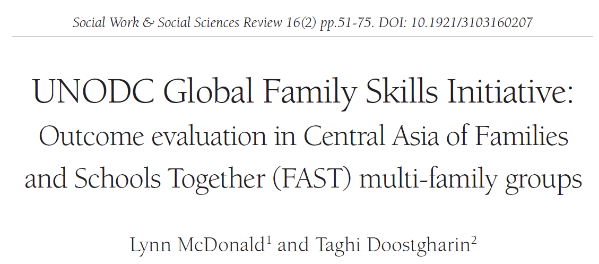 Social Work & Social Sciences Review 16(2) pp.51-75. DOI: 10.1921/3103160207
UNODC Global Family Skills Initiative:
Outcome evaluation in Central Asia of Families
and Schools Together (FAST) multi-family groups
Lynn McDonald¹ and Taghi Doostgharin²